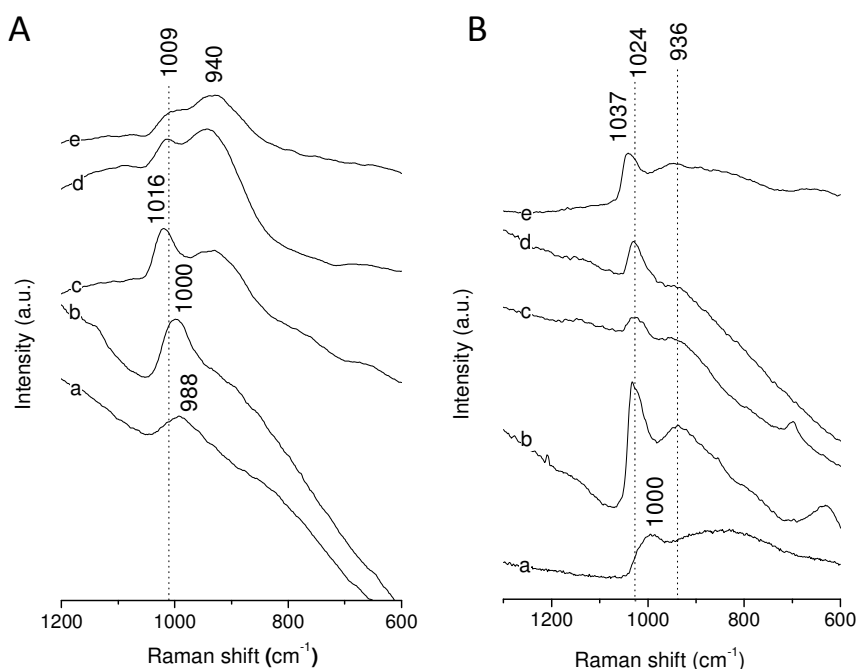 A
1009
940
e
d
1016
c
1000
b
a
988
Intensity (a.u.)
1200
1000
800
600
Raman shift (cm-1)
B
1037
1024
936
e
d
c
b
1000
a
Intensity (a.u.)
1200
1000
800
600
Raman shift (cm-1)